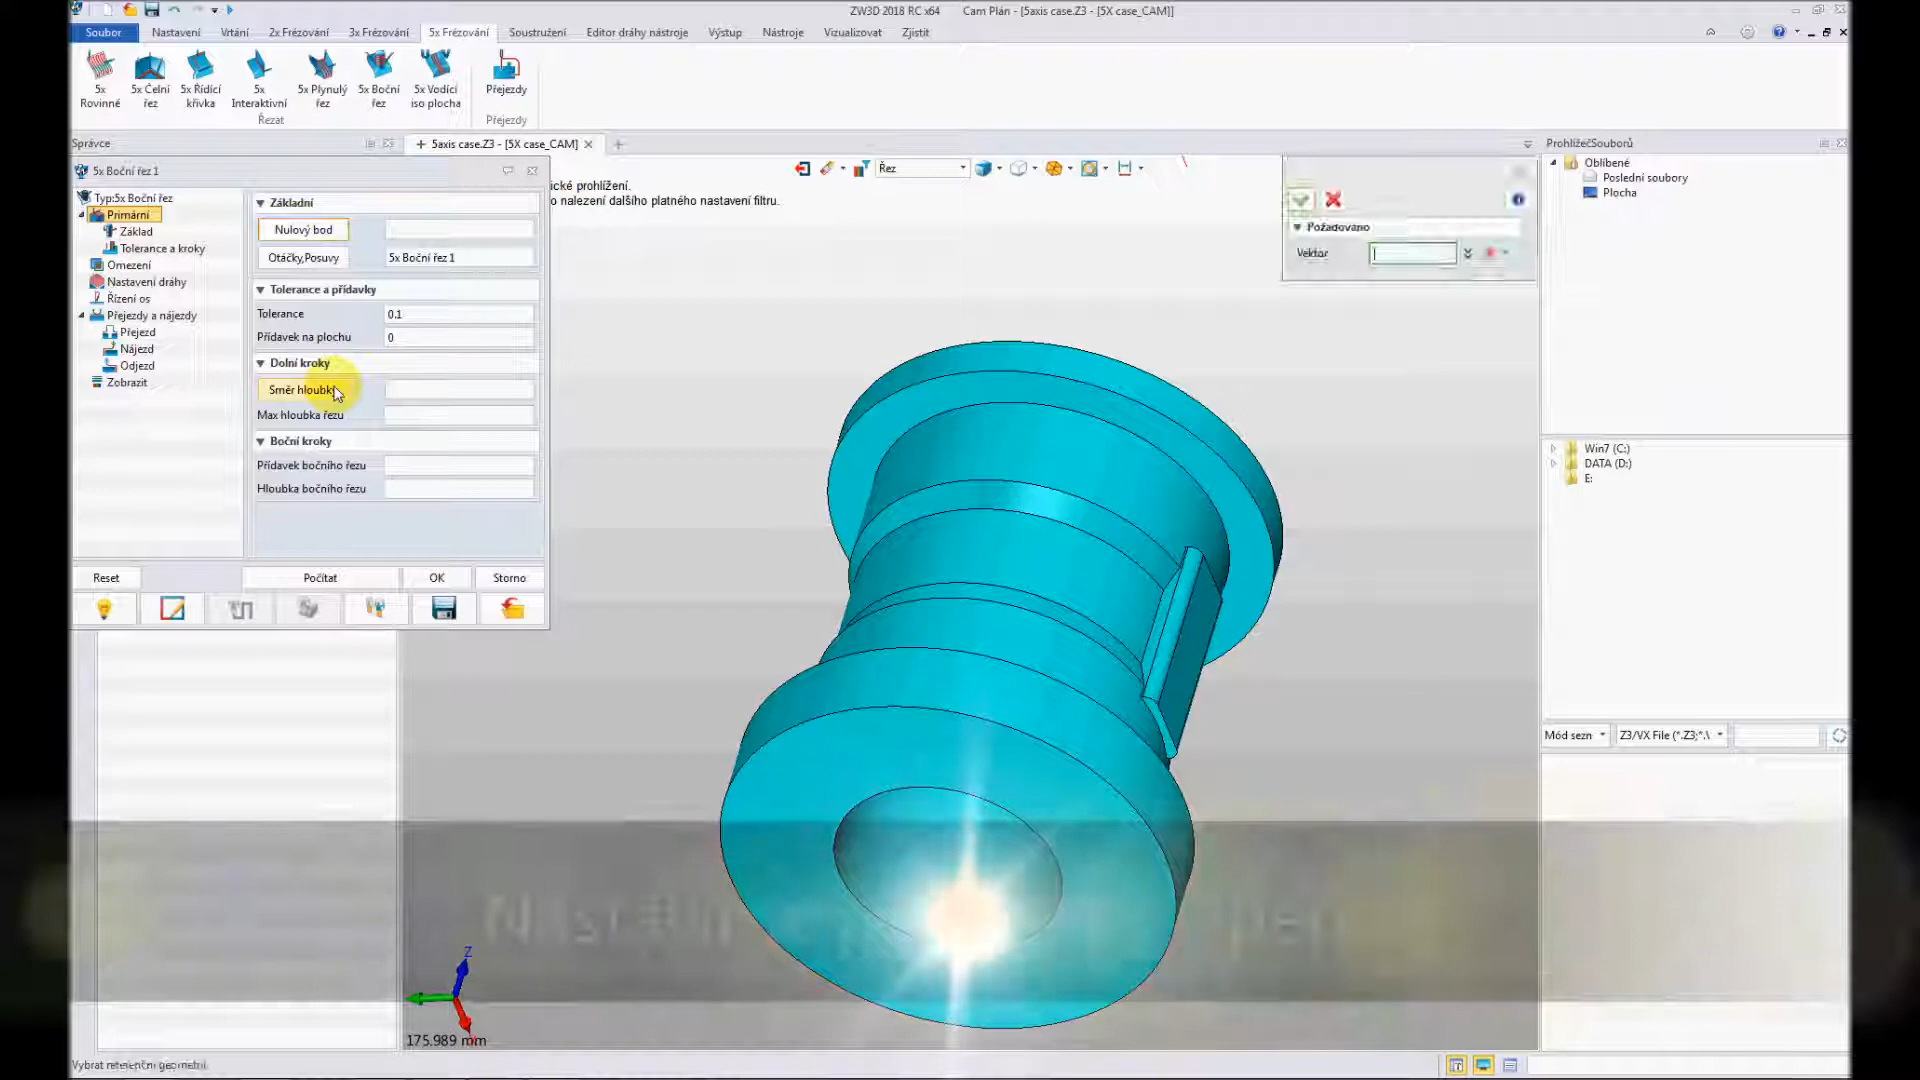 ZW3D 2018 RC x64
Cam Plán - [5axis case.Z3 - [5X case_CAM]]
Soubor
Nastavení
Vrtání
2x Frézování
3x Frézování
5x Frézování
Soustružení
Editor dráhy nástroje
Výstup
Nástroje
Vizualizovat
Zjistit
5x Rovinné
5x Čelní řez
5x Řídící křivka
5x Interaktivní
5x Plynulý řez
5x Boční řez
5x Vodící iso plocha
Přejezdy
Řezat
Přejezdy
Správce
5axis case.Z3 - [5X case_CAM]
ProhlížečSouborů
5x Boční řez 1
Typ:5x Boční řez
Primární
Základ
Tolerance a kroky
Omezení
Nastavení dráhy
Řízení os
Přejezdy a nájezdy
Přejezd
Nájezd
Odjezd
Zobrazit
Základní
Nulový bod
Otáčky,Posuvy
5x Boční řez 1
Tolerance a přídavky
Tolerance
0.1
Přídavek na plochu
0
Dolní kroky
Směr hloubky
Max hloubka řezu
Boční kroky
Přídavek bočního řezu
Hloubka bočního řezu
Reset
Počítat
OK
Storno
ické prohlížení.
o nalezení dalšího platného nastavení filtru.
Řez
Požadováno
Vektor
Oblíbené
Poslední soubory
Plocha
Win7 (C:)
DATA (D:)
E:
Mód sezn
Z3/VX File (*.Z3;*.\
Z
175.989 mm
Vybrat referenční geometrii.